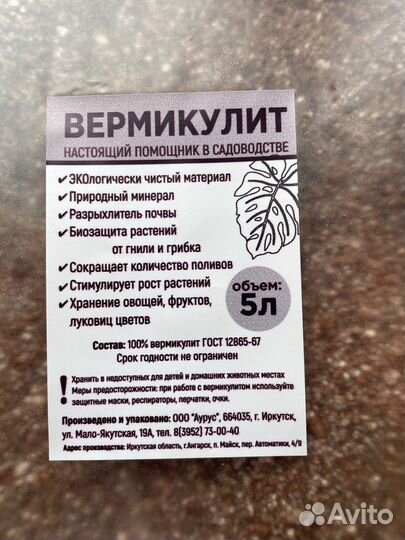 ВЕРМИКУЛИТ
НАСТОЯЩИЙ ПОМОЩНИК В САДОВОДСТВЕ
✔ ЭКОлогически чистый материал
✔ Природный минерал
✔ Разрыхлитель почвы
✔ Биозащита растений
от гнили и грибка
✔ Сокращает количество поливов
✔ Стимулирует рост растений
✔ Хранение овощей, фруктов,
луковиц цветов
объем:
5л
Состав: 100% вермикулит ГОСТ 12865-67
Срок годности не ограничен
! Хранить в недоступных для детей и домашних животных местах
Меры предосторожности: при работе с вермикулитом используйте
защитные маски, респираторы, перчатки, очки.
Произведено и упаковано: ООО "Аурус", 664035, г. Иркутск,
ул. Мало-Якутская, 19А, тел. 8(3952) 73-00-40
Адрес производства: Иркутская область, г.Ангарск, п. Майск, пер. Автоматики, 4/9
Avito